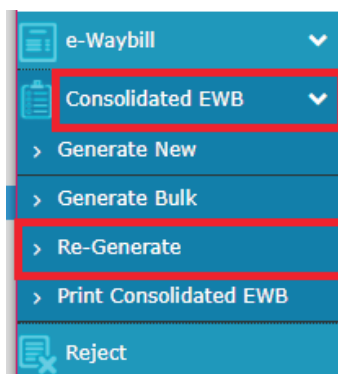 e-Waybill
Consolidated EWB
Generate New
Generate Bulk
Re-Generate
Print Consolidated EWB
Reject